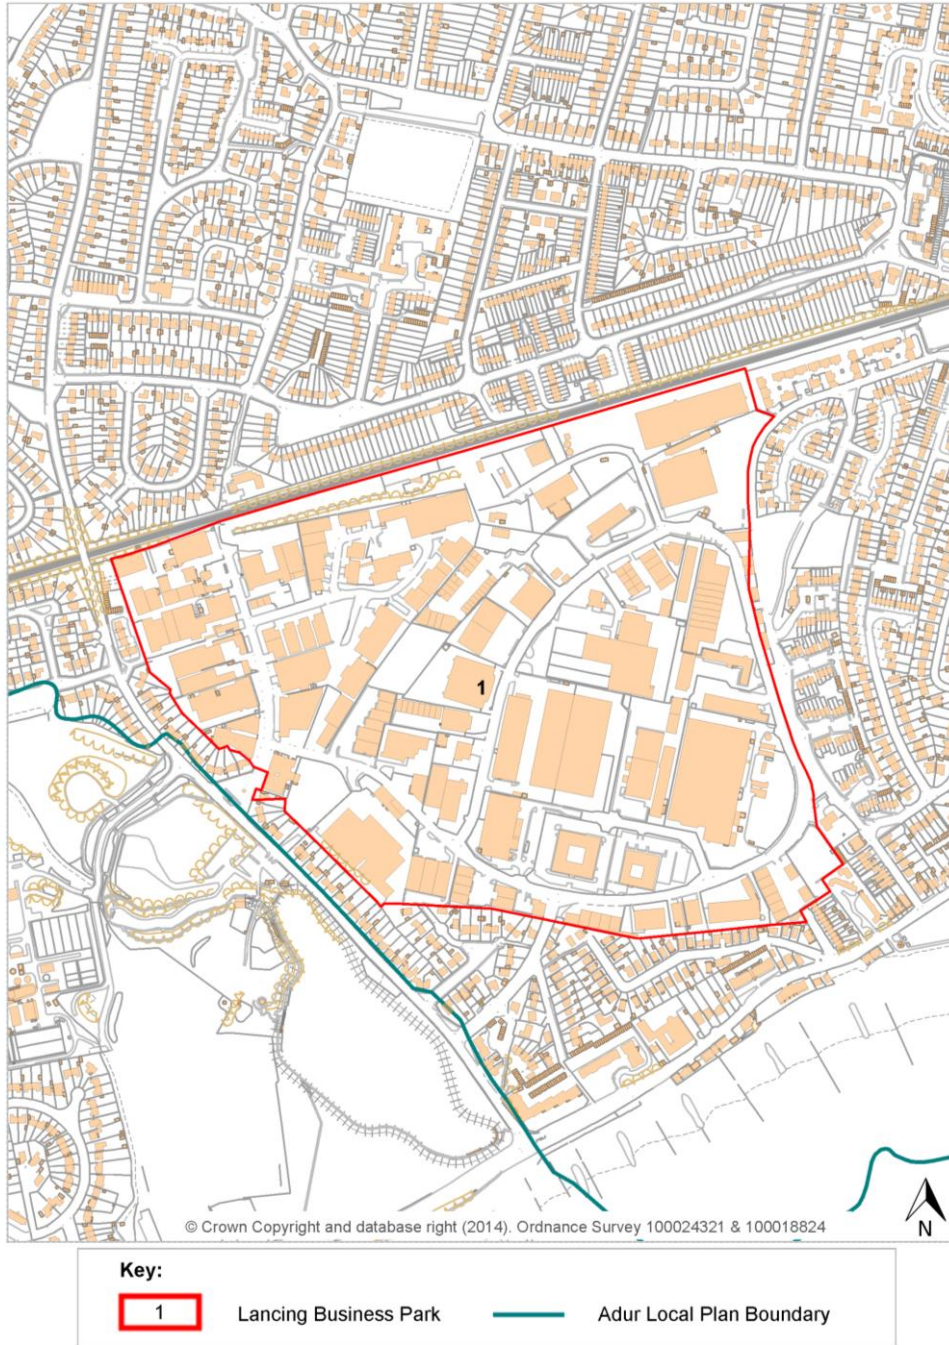 1
© Crown Copyright and database right (2014). Ordnance Survey 100024321 & 100018824
N
Key:
1 Lancing Business Park Adur Local Plan Boundary